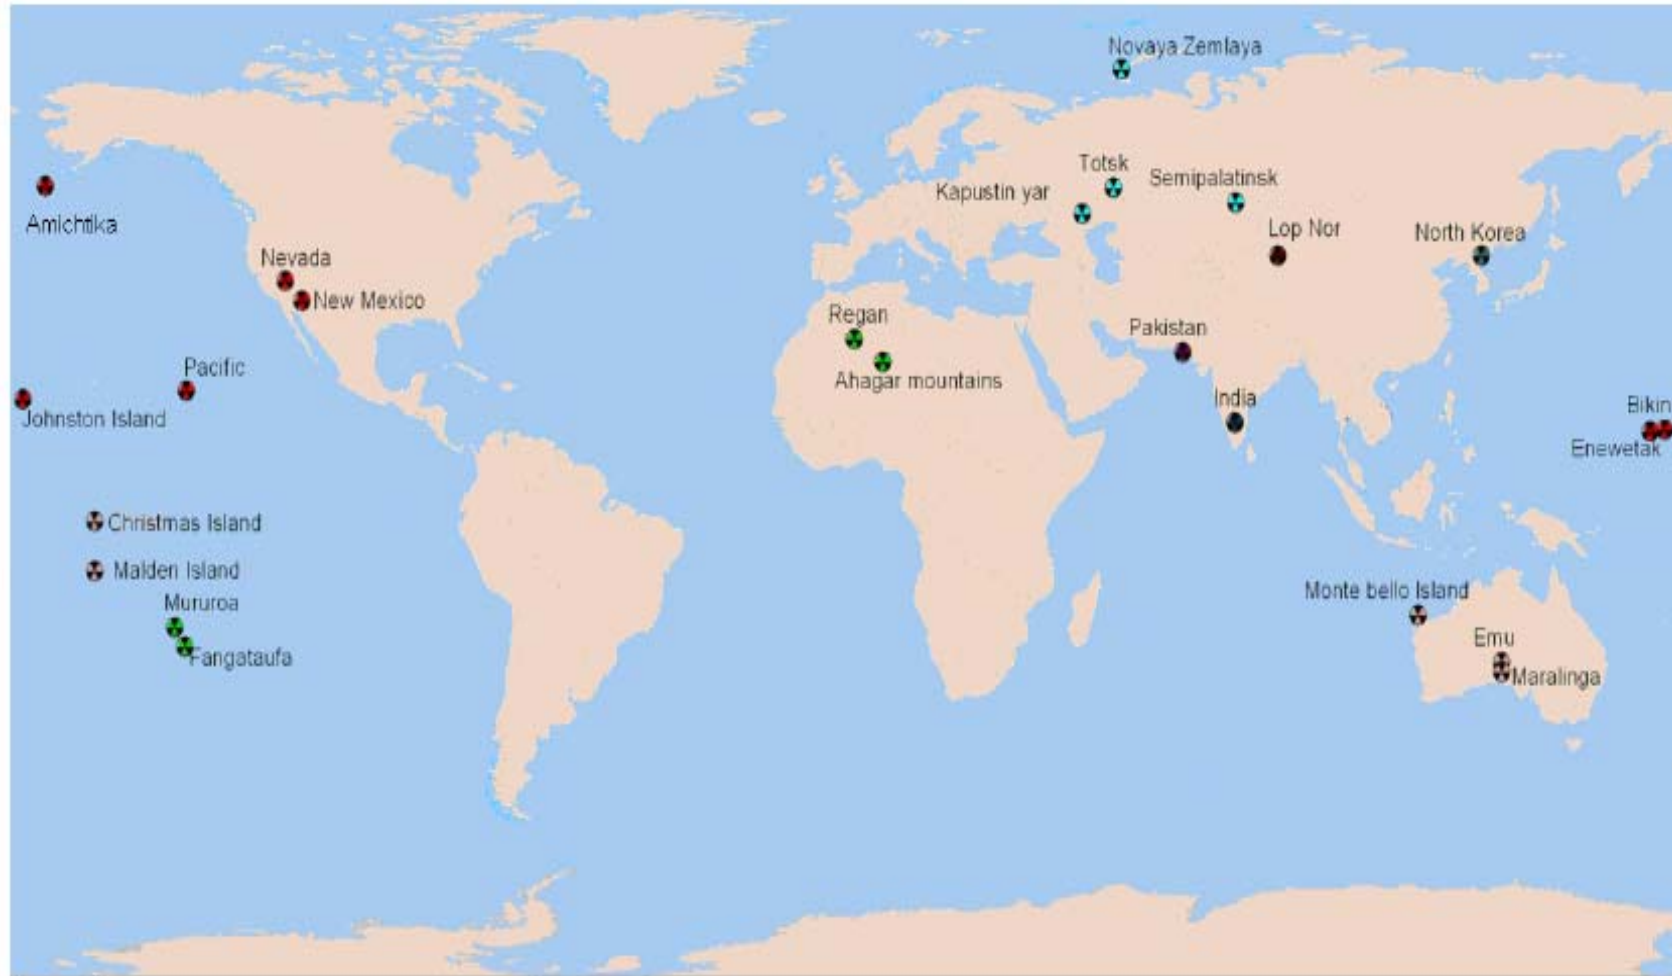 Novaya Zemlaya
Totsk
Semipalatinsk
Kapustin yar
Amichtika
Lop Nor
North Korea
Nevada
New Mexico
Regan
Pakistan
Pacific
Ahagar mountains
Johnston Island
India
Bikin
Enewetak
Christmas Island
Malden Island
Mururoa
Monte bello Island
Fangataufa
Emu
Maralinga